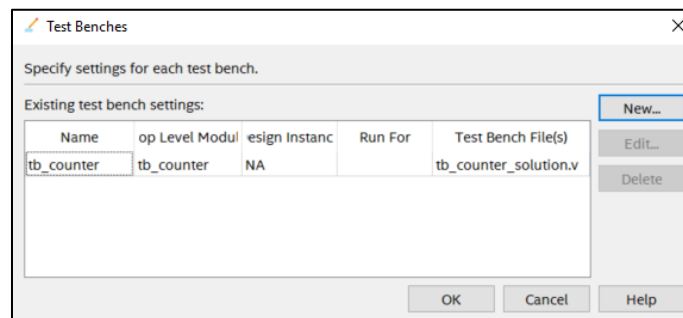 Test Benches
Specify settings for each test bench.
Existing test bench settings:
New...
Name op Level Modul esign Instanc Run For Test Bench File(s)
Edit...
tb_counter tb_counter NA tb_counter_solution.v
Delete
OK Cancel Help